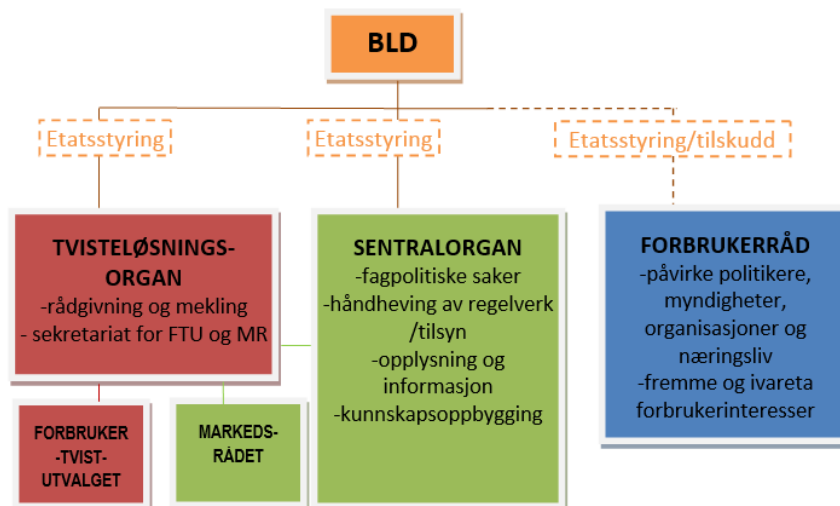 BLD
Etatsstyring
Etatsstyring
Etatsstyring/tilskudd
TVISTELØSNINGS-
ORGAN
-rådgivning og mekling
- sekretariat for FTU og MR
SENTRALORGAN
-fagpolitiske saker
-håndheving av regelverk
/tilsyn
-opplysning og
informasjon
-kunnskapsoppbygging
FORBRUKERRÅD
-påvirke politikere,
myndigheter,
organisasjoner og
næringsliv
-fremme og ivareta
forbrukerinteresser
FORBRUKER
-TVIST-
UTVALGET
MARKEDS-
RÅDET